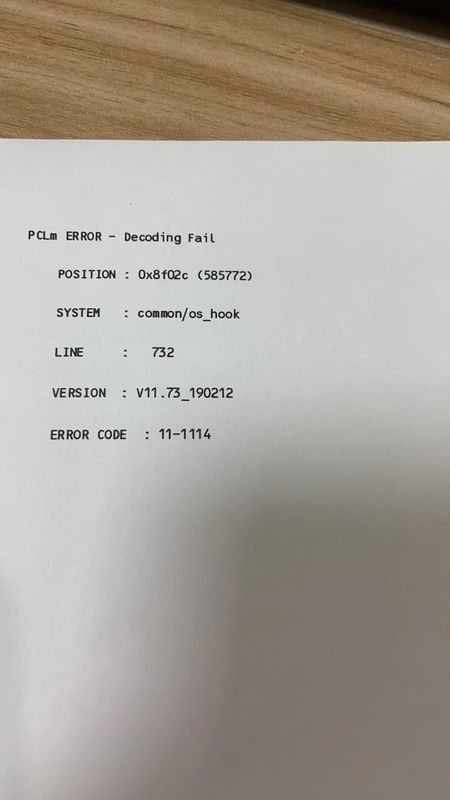 PCLm ERROR - Decoding Fail
POSITION : 0x8f02c (585772)
SYSTEM : common/os_hook
LINE : 732
VERSION : V11.73_190212
ERROR CODE : 11-1114